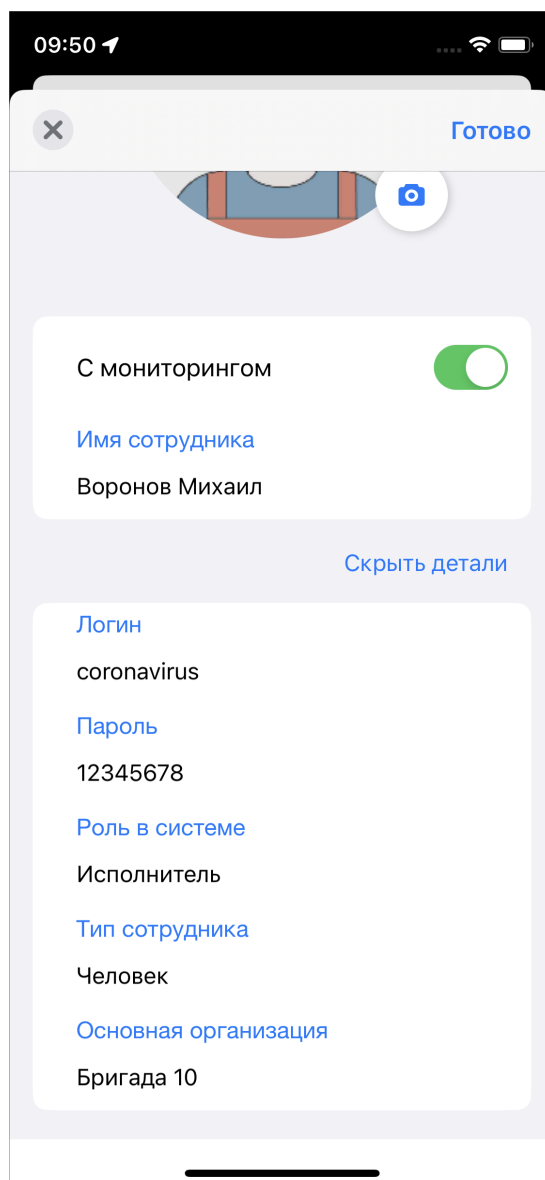 09:50
Готово
С мониторингом
Имя сотрудника
Воронов Михаил
Скрыть детали
Логин
coronavirus
Пароль
12345678
Роль в системе
Исполнитель
Тип сотрудника
Человек
Основная организация
Бригада 10